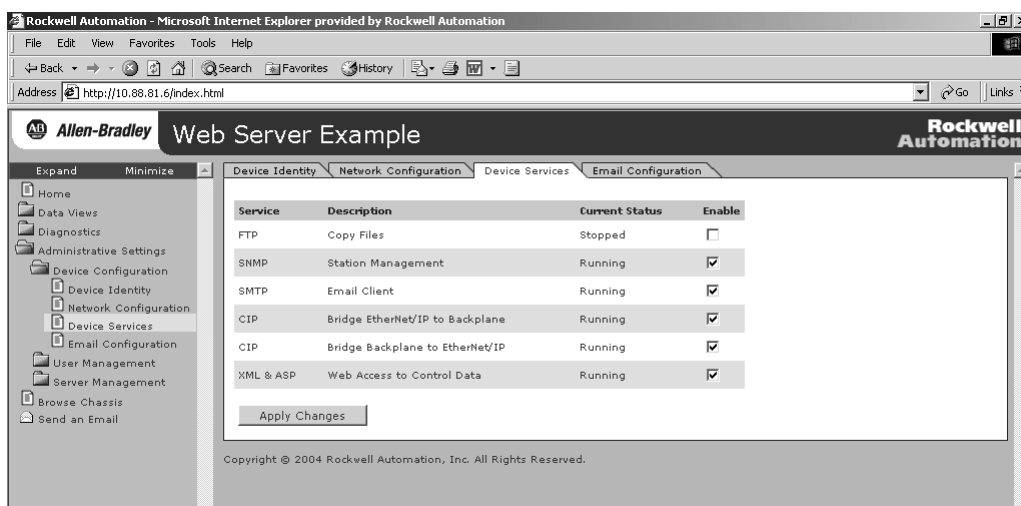 Rockwell Automation - Microsoft Internet Explorer provided by Rockwell Automation
File Edit View Favorites Tools Help
Back Search Favorites History
Address http://10.88.81.6/index.html Go Links
AB Allen-Bradley Web Server Example Rockwell Automation
Expand Minimize
Home
Data Views
Diagnostics
Administrative Settings
Device Configuration
Device Identity
Network Configuration
Device Services
Email Configuration
User Management
Server Management
Browse Chassis
Send an Email
Device Identity Network Configuration Device Services Email Configuration
Service Description Current Status Enable
FTP Copy Files Stopped
SNMP Station Management Running
SMTP Email Client Running
CIP Bridge EtherNet/IP to Backplane Running
CIP Bridge Backplane to EtherNet/IP Running
XML & ASP Web Access to Control Data Running
Apply Changes
Copyright © 2004 Rockwell Automation, Inc. All Rights Reserved.